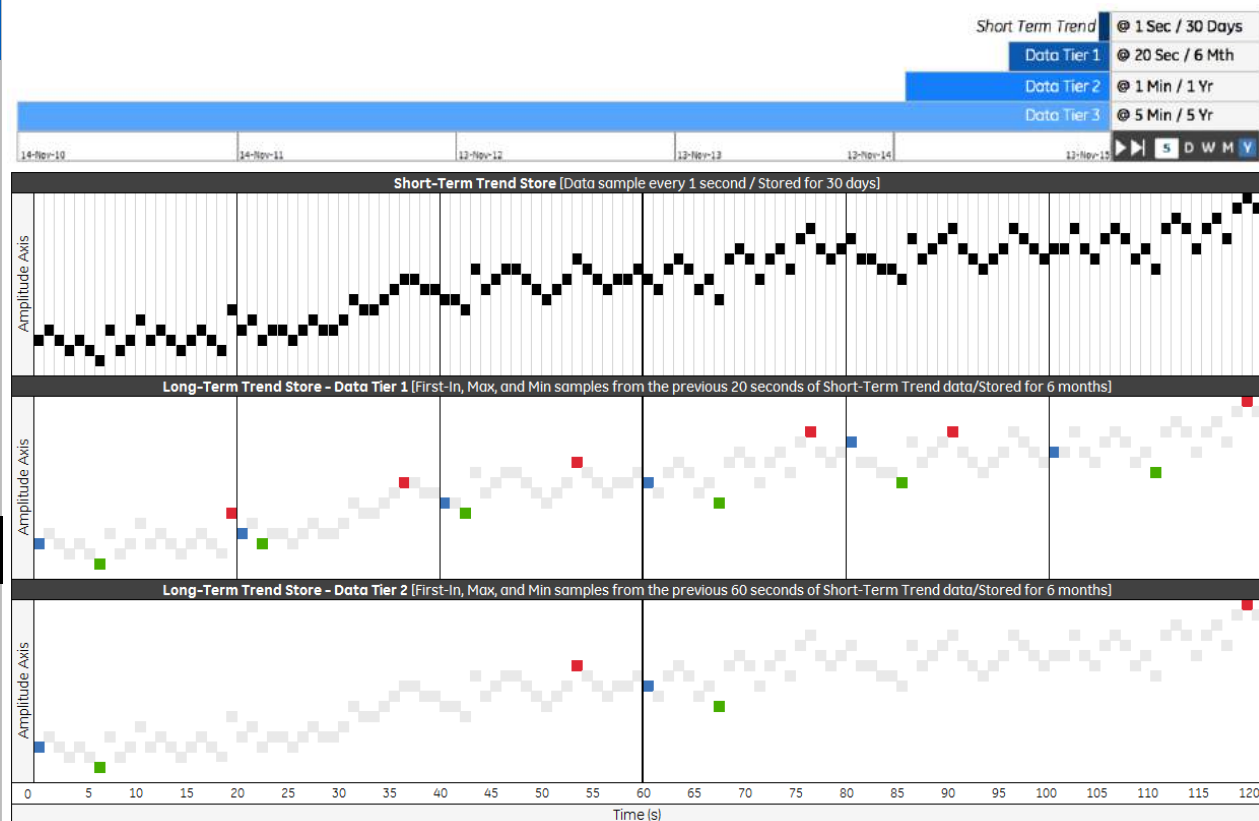 Short Term Trend @ 1 Sec / 30 Days
Data Tier 1 @ 20 Sec / 6 Mth
Data Tier 2 @ 1 Min / 1 Yr
Data Tier 3 @ 5 Min / 5 Yr
14-Nov-10 14-Nov-11 13-Nov-12 13-Nov-13 13-Nov-14 13-Nov-15 S D W M Y
Short-Term Trend Store [Data sample every 1 second / Stored for 30 days]
Amplitude Axis
Long-Term Trend Store - Data Tier 1 [First-In, Max, and Min samples from the previous 20 seconds of Short-Term Trend data/Stored for 6 months]
Amplitude Axis
Long-Term Trend Store - Data Tier 2 [First-In, Max, and Min samples from the previous 60 seconds of Short-Term Trend data/Stored for 6 months]
Amplitude Axis
0 5 10 15 20 25 30 35 40 45 50 55 60 65 70 75 80 85 90 95 100 105 110 115 120
Time (s)